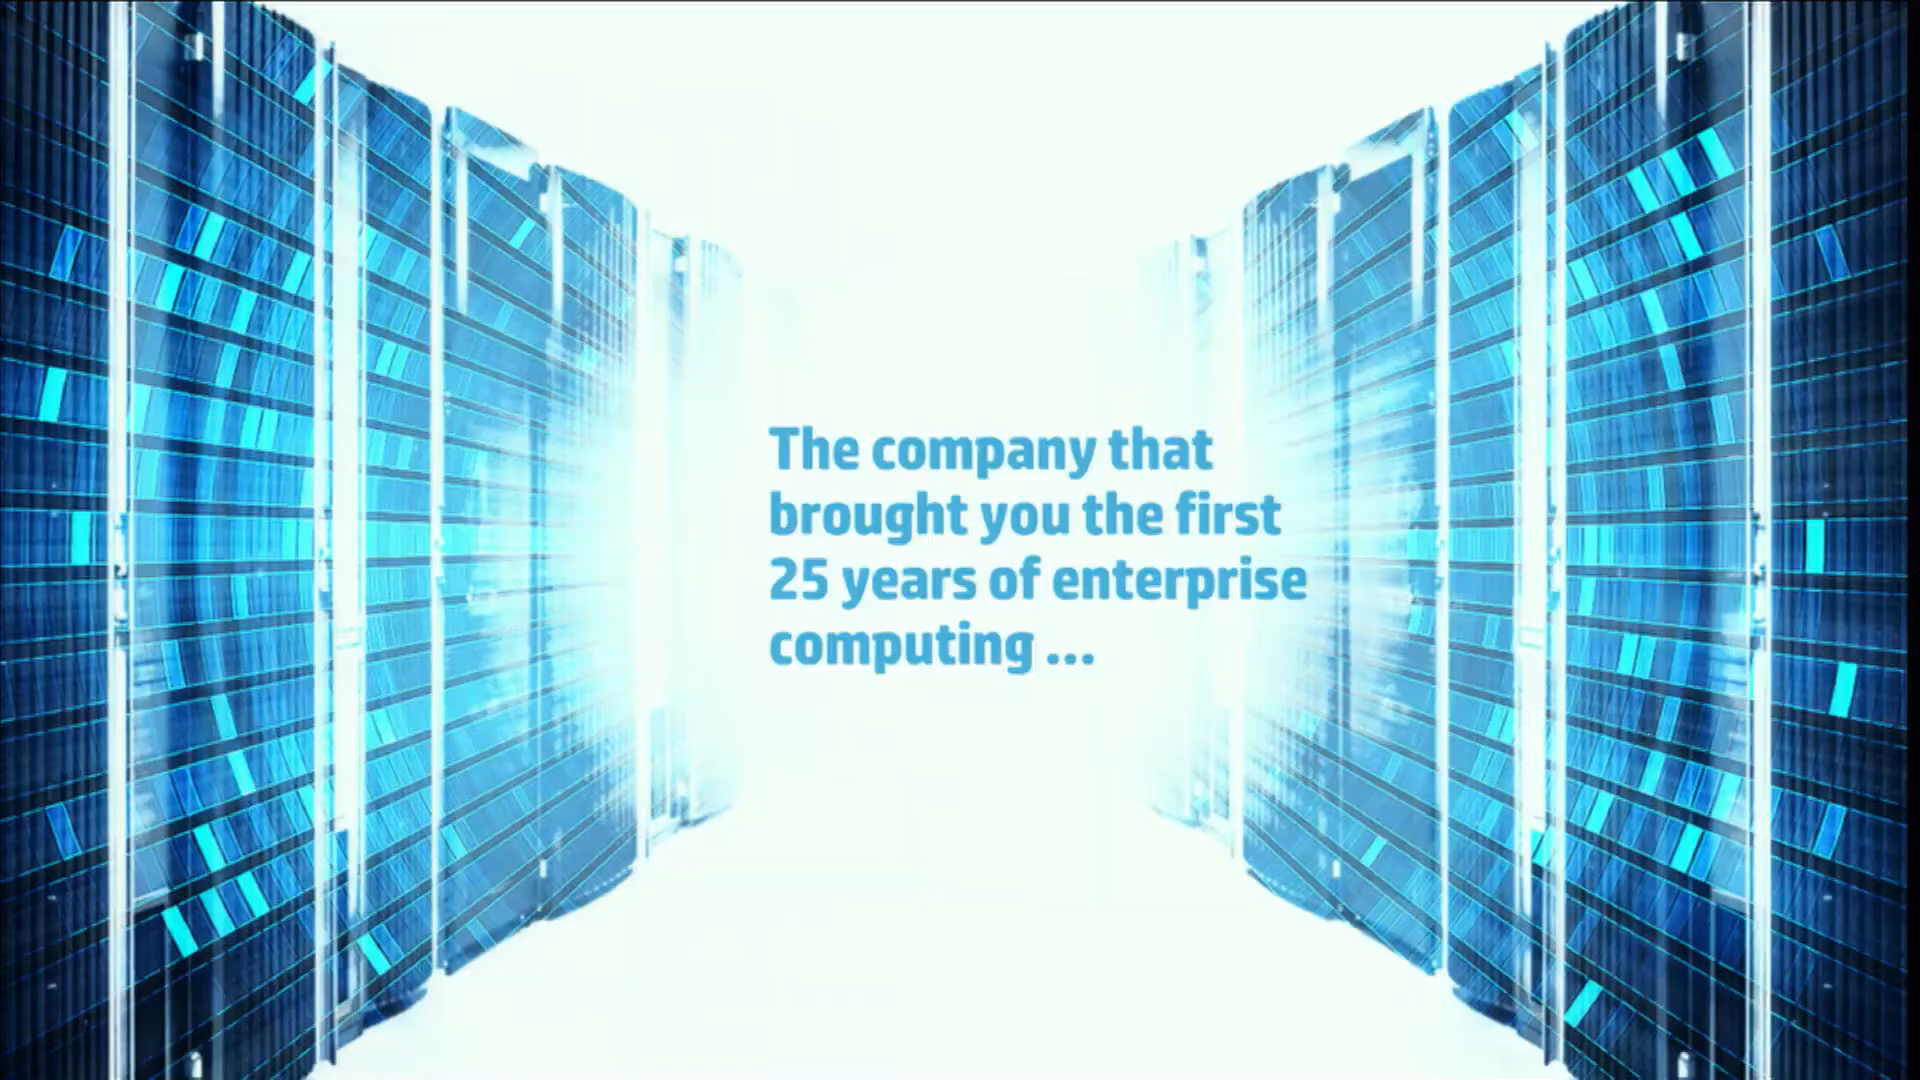 The company that
brought you the first
25 years of enterprise
computing ...